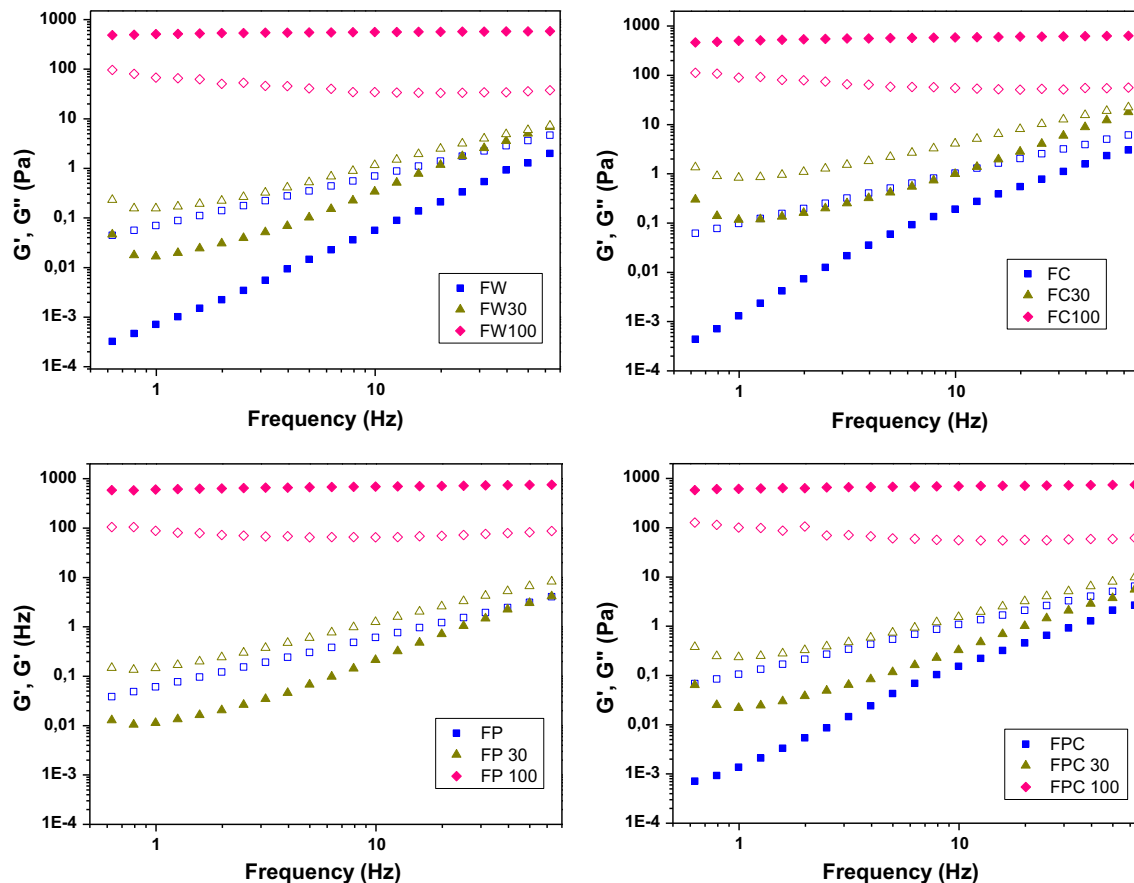 1000
100
10
1
0,1
0,01
1E-3
1E-4
G', G" (Pa)
FW
FW30
FW100
1
10
Frequency (Hz)
1000
100
10
1
0,1
0,01
1E-3
1E-4
G', G" (Pa)
FC
FC30
FC100
1
10
Frequency (Hz)
1000
100
10
1
0,1
0,01
1E-3
1E-4
G', G' (Hz)
FP
FP 30
FP 100
1
10
Frequency (Hz)
1000
100
10
1
0,1
0,01
1E-3
1E-4
G', G" (Pa)
FPC
FPC 30
FPC 100
1
10
Frequency (Hz)